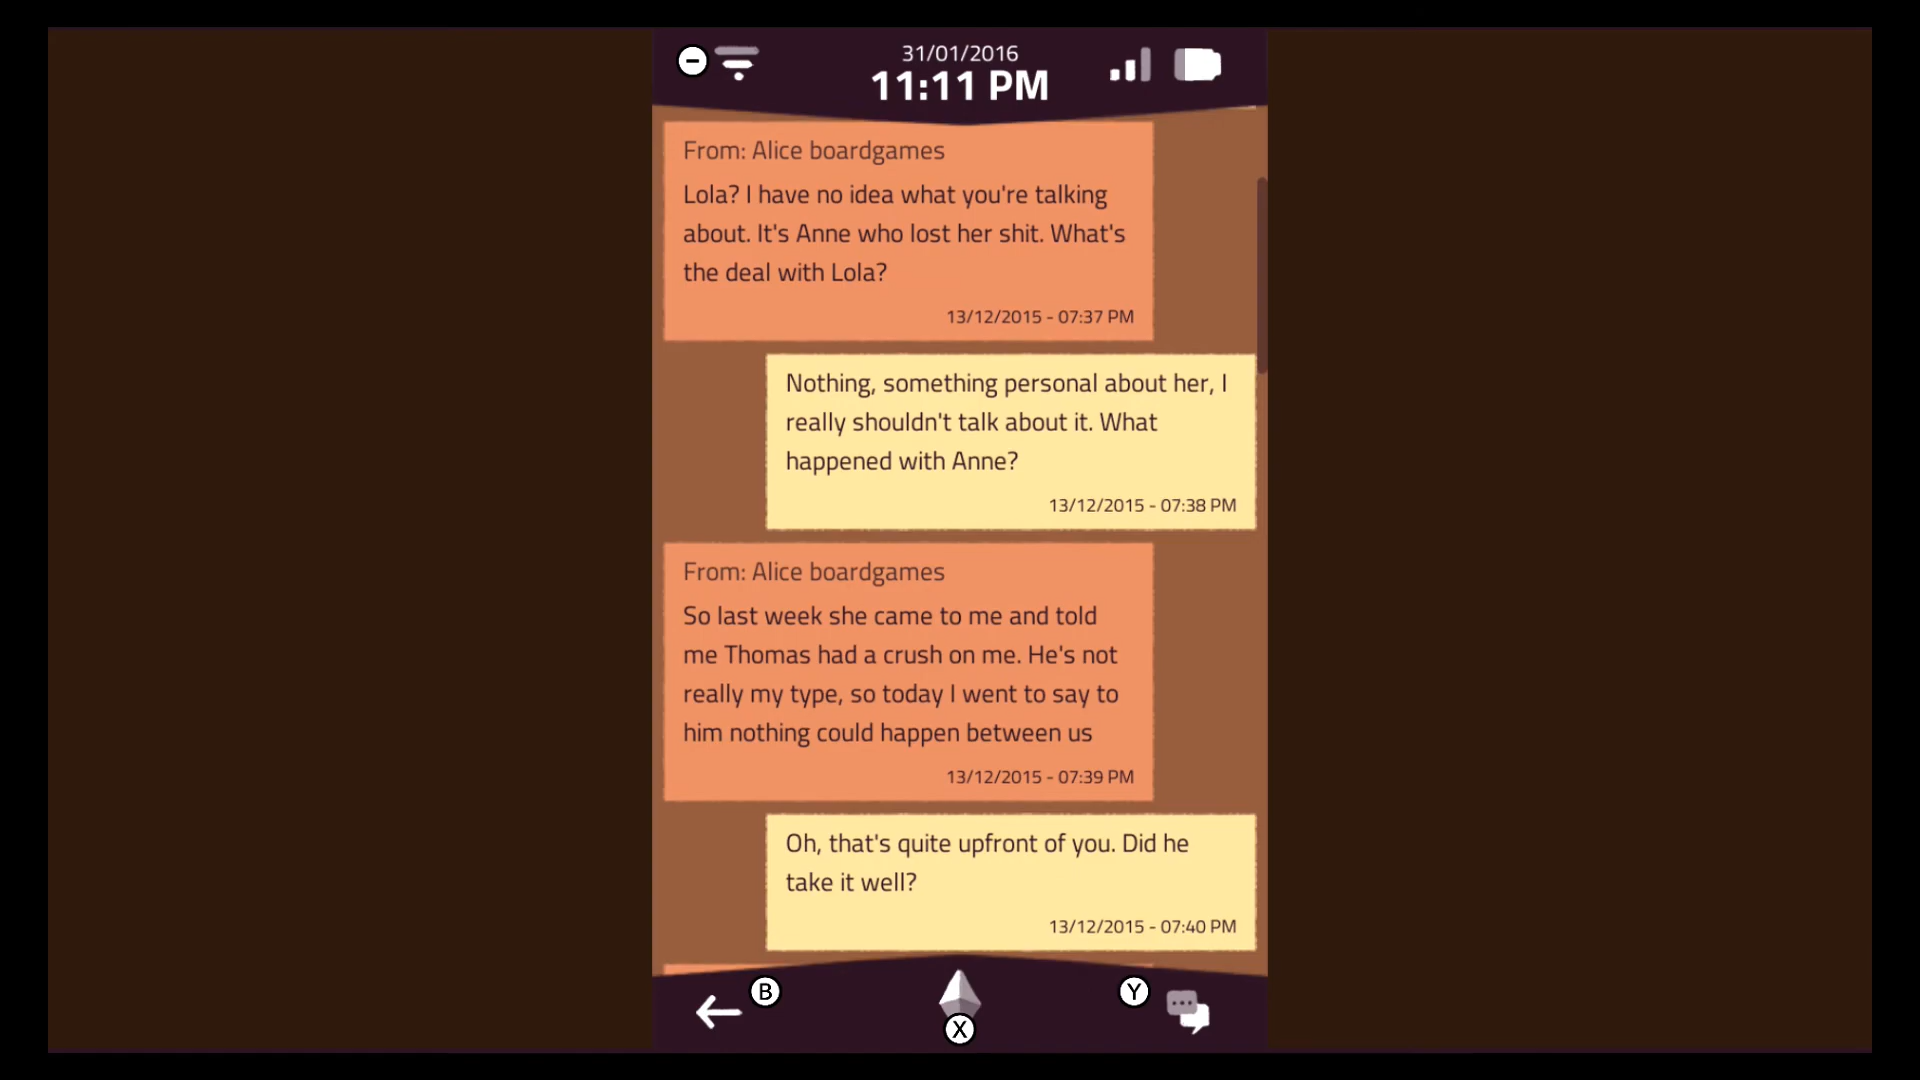 31/01/2016
11:11 PM
From: Alice boardgames
Lola? I have no idea what you're talking
about. It's Anne who lost her shit. What's
the deal with Lola?
13/12/2015 - 07:37 PM
Nothing, something personal about her, I
really shouldn't talk about it. What
happened with Anne?
13/12/2015 - 07:38 PM
From: Alice boardgames
So last week she came to me and told
me Thomas had a crush on me. He's not
really my type, so today I went to say to
him nothing could happen between us
13/12/2015 - 07:39 PM
Oh, that's quite upfront of you. Did he
take it well?
13/12/2015 - 07:40 PM
B
X
Y